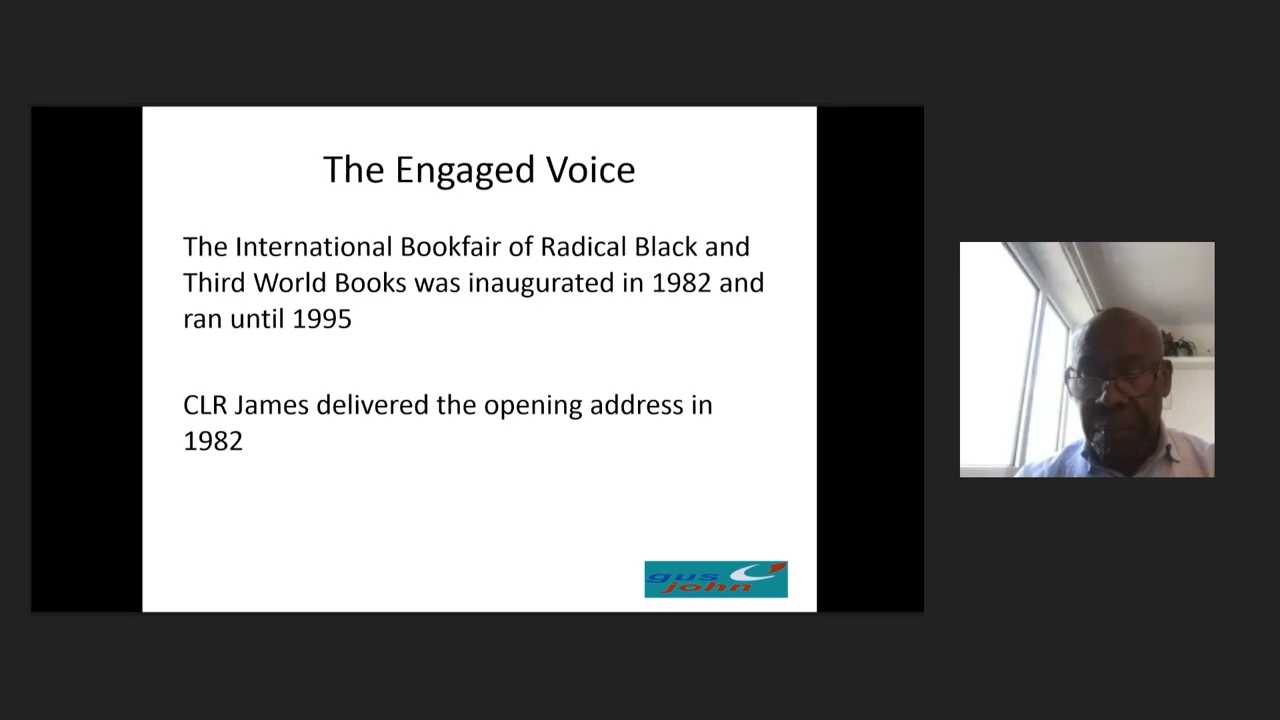 The Engaged Voice
The International Bookfair of Radical Black and
Third World Books was inaugurated in 1982 and
ran until 1995
CLR James delivered the opening address in
1982
gus
john